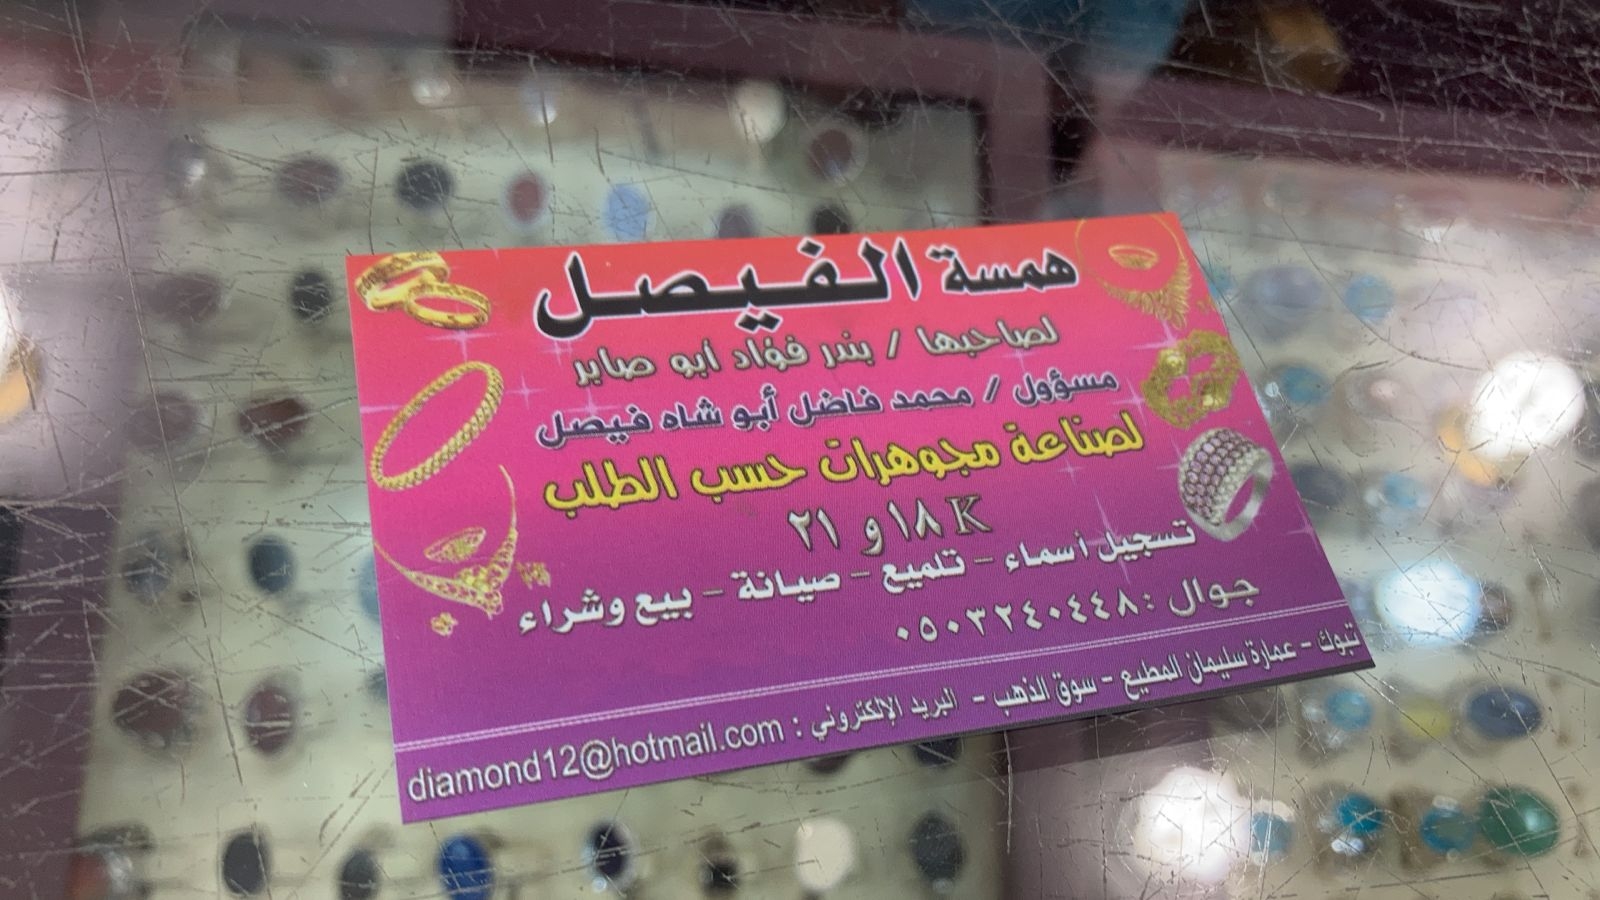 همسة الفيصل
لصاحبها / بندر فؤاد أبو صابر
مسؤول / محمد فاضل أبو شاه فيصل
لصناعة مجوهرات حسب الطلب
١٨ و ٢١ K
تسجيل أسماء - تلميع - صيانة - بيع وشراء
جوال : ٠٥٠٣٢٤٠٤٤٨
تبوك - عمارة سليمان المطيع - سوق الذهب - البريد الإلكتروني : diamond12@hotmail.com